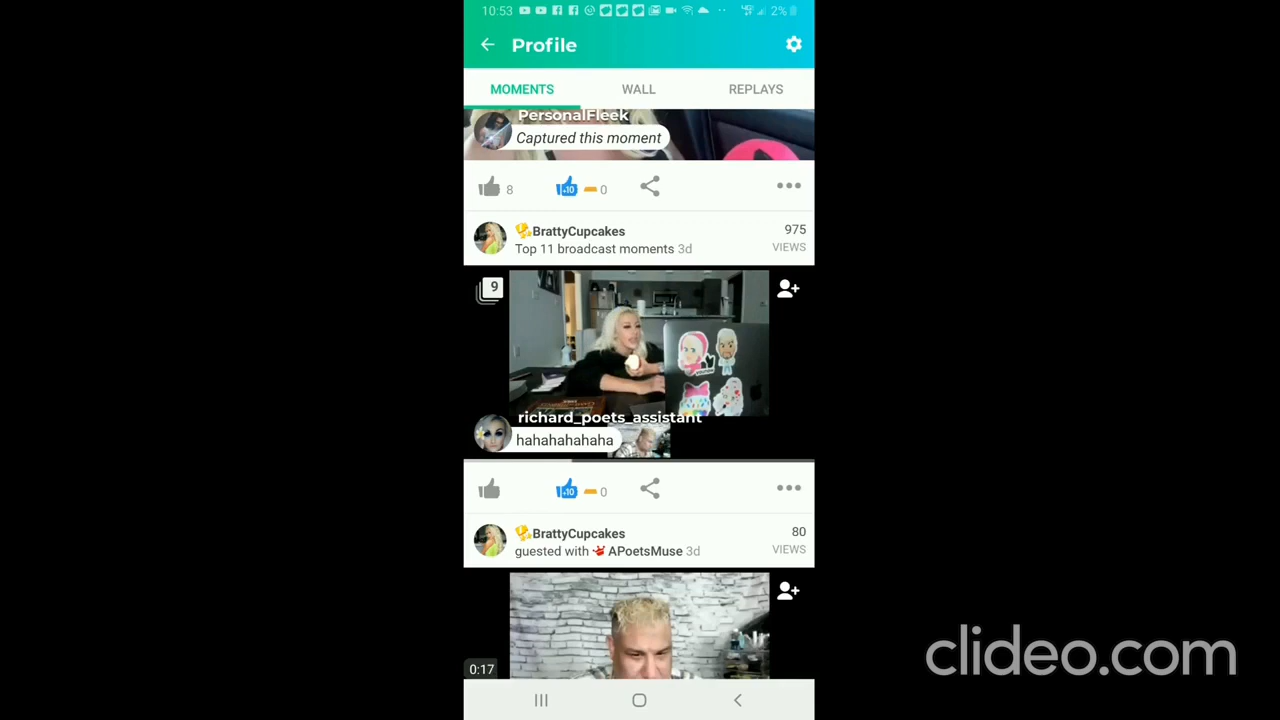 10:53
2%
Profile
MOMENTS
WALL
REPLAYS
PersonalFleek
Captured this moment
8
+10
0
BrattyCupcakes
975
Top 11 broadcast moments 3d
VIEWS
9
richard_poets_assistant
hahahahahaha
+10
0
BrattyCupcakes
80
guested with APoetsMuse 3d
VIEWS
0:17
clideo.com